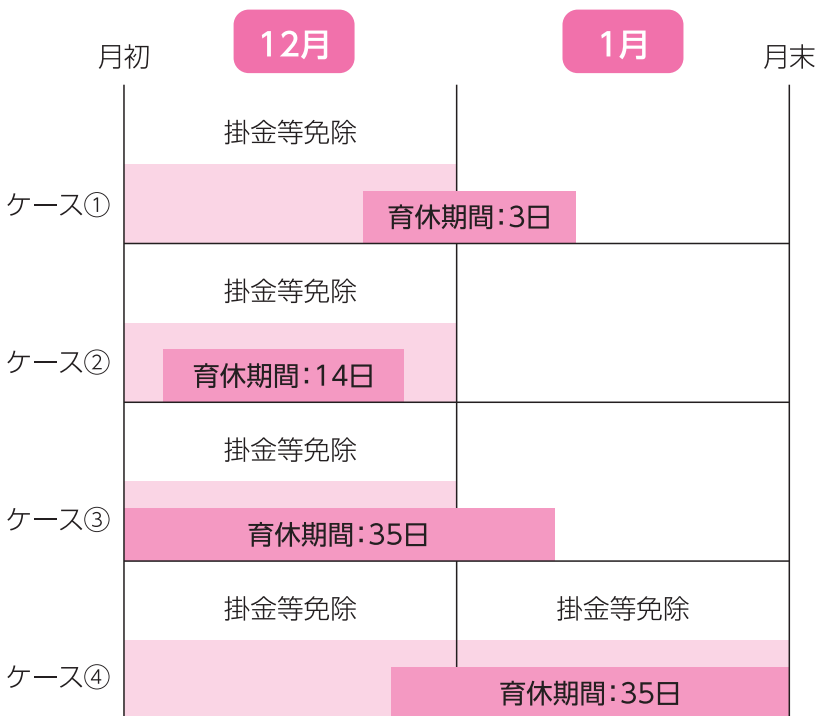 月初 12月 1月 月末
掛金等免除
ケース① 育休期間：3日
掛金等免除
ケース② 育休期間：14日
掛金等免除
ケース③ 育休期間：35日
掛金等免除 掛金等免除
ケース④ 育休期間：35日